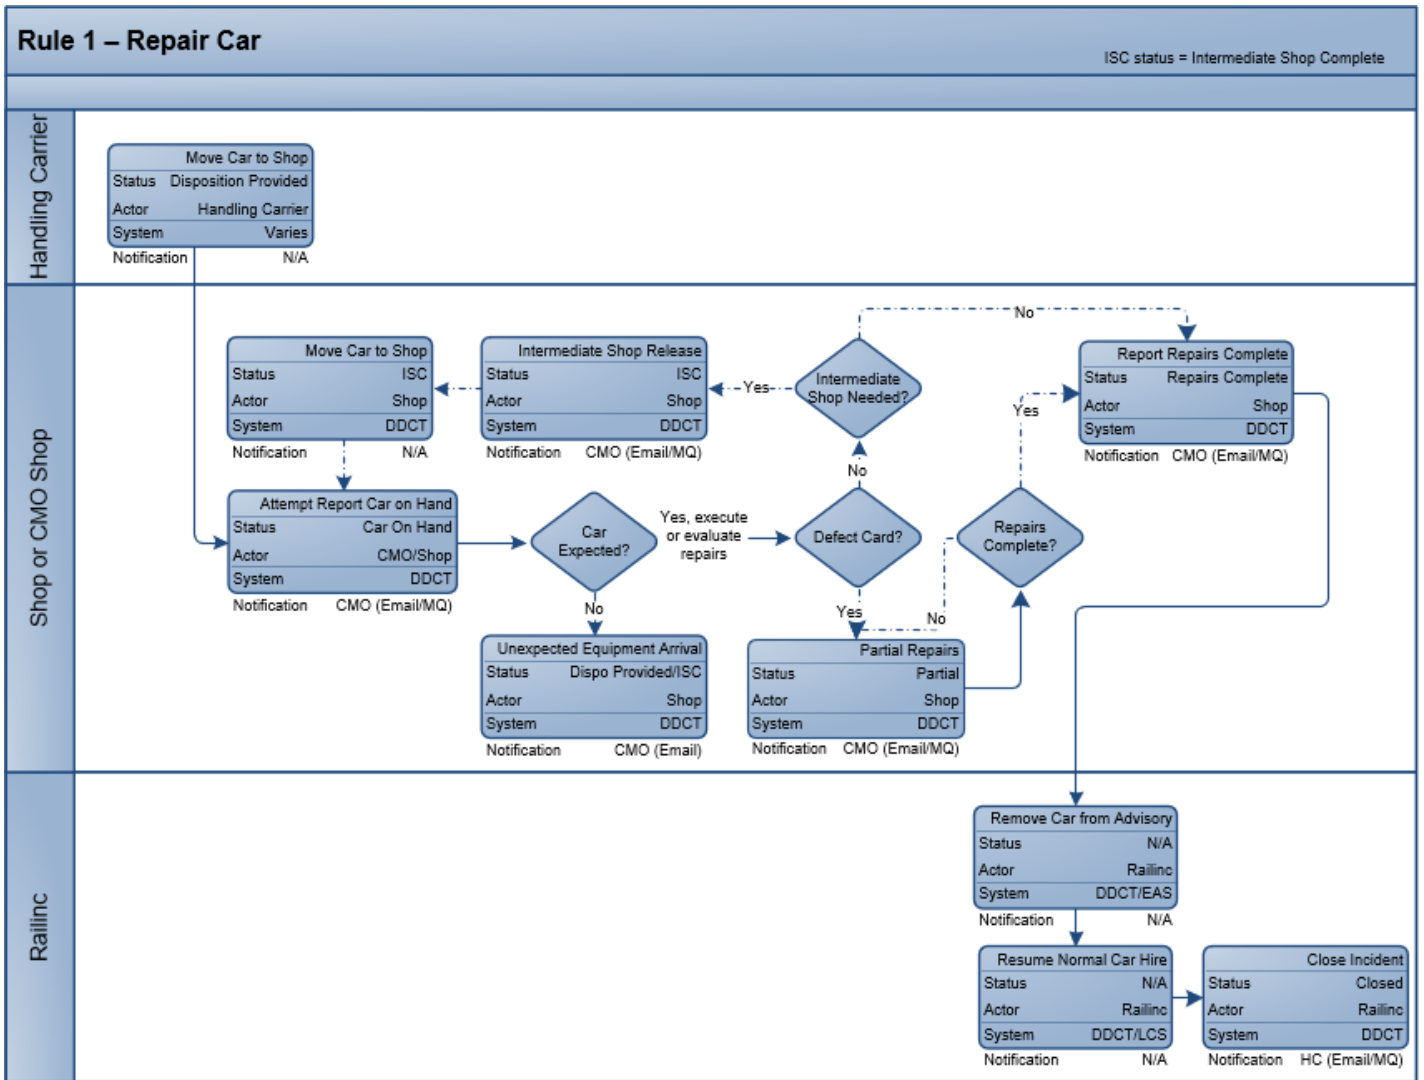 Rule 1 – Repair Car
ISC status = Intermediate Shop Complete
Handling Carrier
Move Car to Shop
Status Disposition Provided
Actor Handling Carrier
System Varies
Notification N/A
Shop or CMO Shop
Move Car to Shop
Status ISC
Actor Shop
System DDCT
Notification N/A
Intermediate Shop Release
Status ISC
Actor Shop
System DDCT
Notification CMO (Email/MQ)
Yes
Intermediate
Shop Needed?
No
Report Repairs Complete
Status Repairs Complete
Actor Shop
System DDCT
Notification CMO (Email/MQ)
Yes
No
Attempt Report Car on Hand
Status Car On Hand
Actor CMO/Shop
System DDCT
Notification CMO (Email/MQ)
Car
Expected?
Yes, execute
or evaluate
repairs
Defect Card?
Repairs
Complete?
No
Yes
No
Unexpected Equipment Arrival
Status Dispo Provided/ISC
Actor Shop
System DDCT
Notification CMO (Email)
Partial Repairs
Status Partial
Actor Shop
System DDCT
Notification CMO (Email/MQ)
Railinc
Remove Car from Advisory
Status N/A
Actor Railinc
System DDCT/EAS
Notification N/A
Resume Normal Car Hire
Status N/A
Actor Railinc
System DDCT/LCS
Notification N/A
Close Incident
Status Closed
Actor Railinc
System DDCT
Notification HC (Email/MQ)